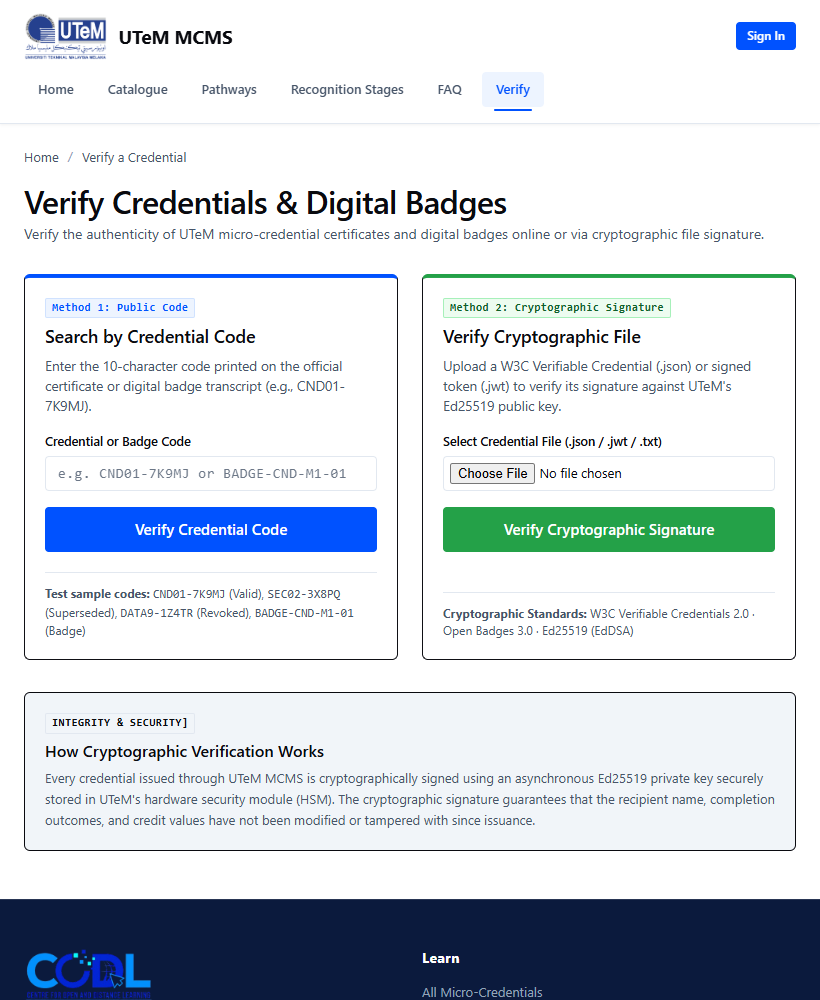 UTeM
UNIVERSITI TEKNIKAL MALAYSIA MELAKA
UTeM MCMS
Sign In
Home
Catalogue
Pathways
Recognition Stages
FAQ
Verify
Home / Verify a Credential
Verify Credentials & Digital Badges
Verify the authenticity of UTeM micro-credential certificates and digital badges online or via cryptographic file signature.
Method 1: Public Code
Search by Credential Code
Enter the 10-character code printed on the official
certificate or digital badge transcript (e.g., CND01-
7K9MJ).
Credential or Badge Code
e.g. CND01-7K9MJ or BADGE-CND-M1-01
Verify Credential Code
Test sample codes: CND01-7K9MJ (Valid), SEC02-3X8PQ
(Superseded), DATA9-1Z4TR (Revoked), BADGE-CND-M1-01
(Badge)
Method 2: Cryptographic Signature
Verify Cryptographic File
Upload a W3C Verifiable Credential (.json) or signed
token (.jwt) to verify its signature against UTeM's
Ed25519 public key.
Select Credential File (.json / .jwt / .txt)
Choose File No file chosen
Verify Cryptographic Signature
Cryptographic Standards: W3C Verifiable Credentials 2.0 ·
Open Badges 3.0 · Ed25519 (EdDSA)
INTEGRITY & SECURITY]
How Cryptographic Verification Works
Every credential issued through UTeM MCMS is cryptographically signed using an asynchronous Ed25519 private key securely
stored in UTeM's hardware security module (HSM). The cryptographic signature guarantees that the recipient name, completion
outcomes, and credit values have not been modified or tampered with since issuance.
CODL
Learn
All Micro-Credentials